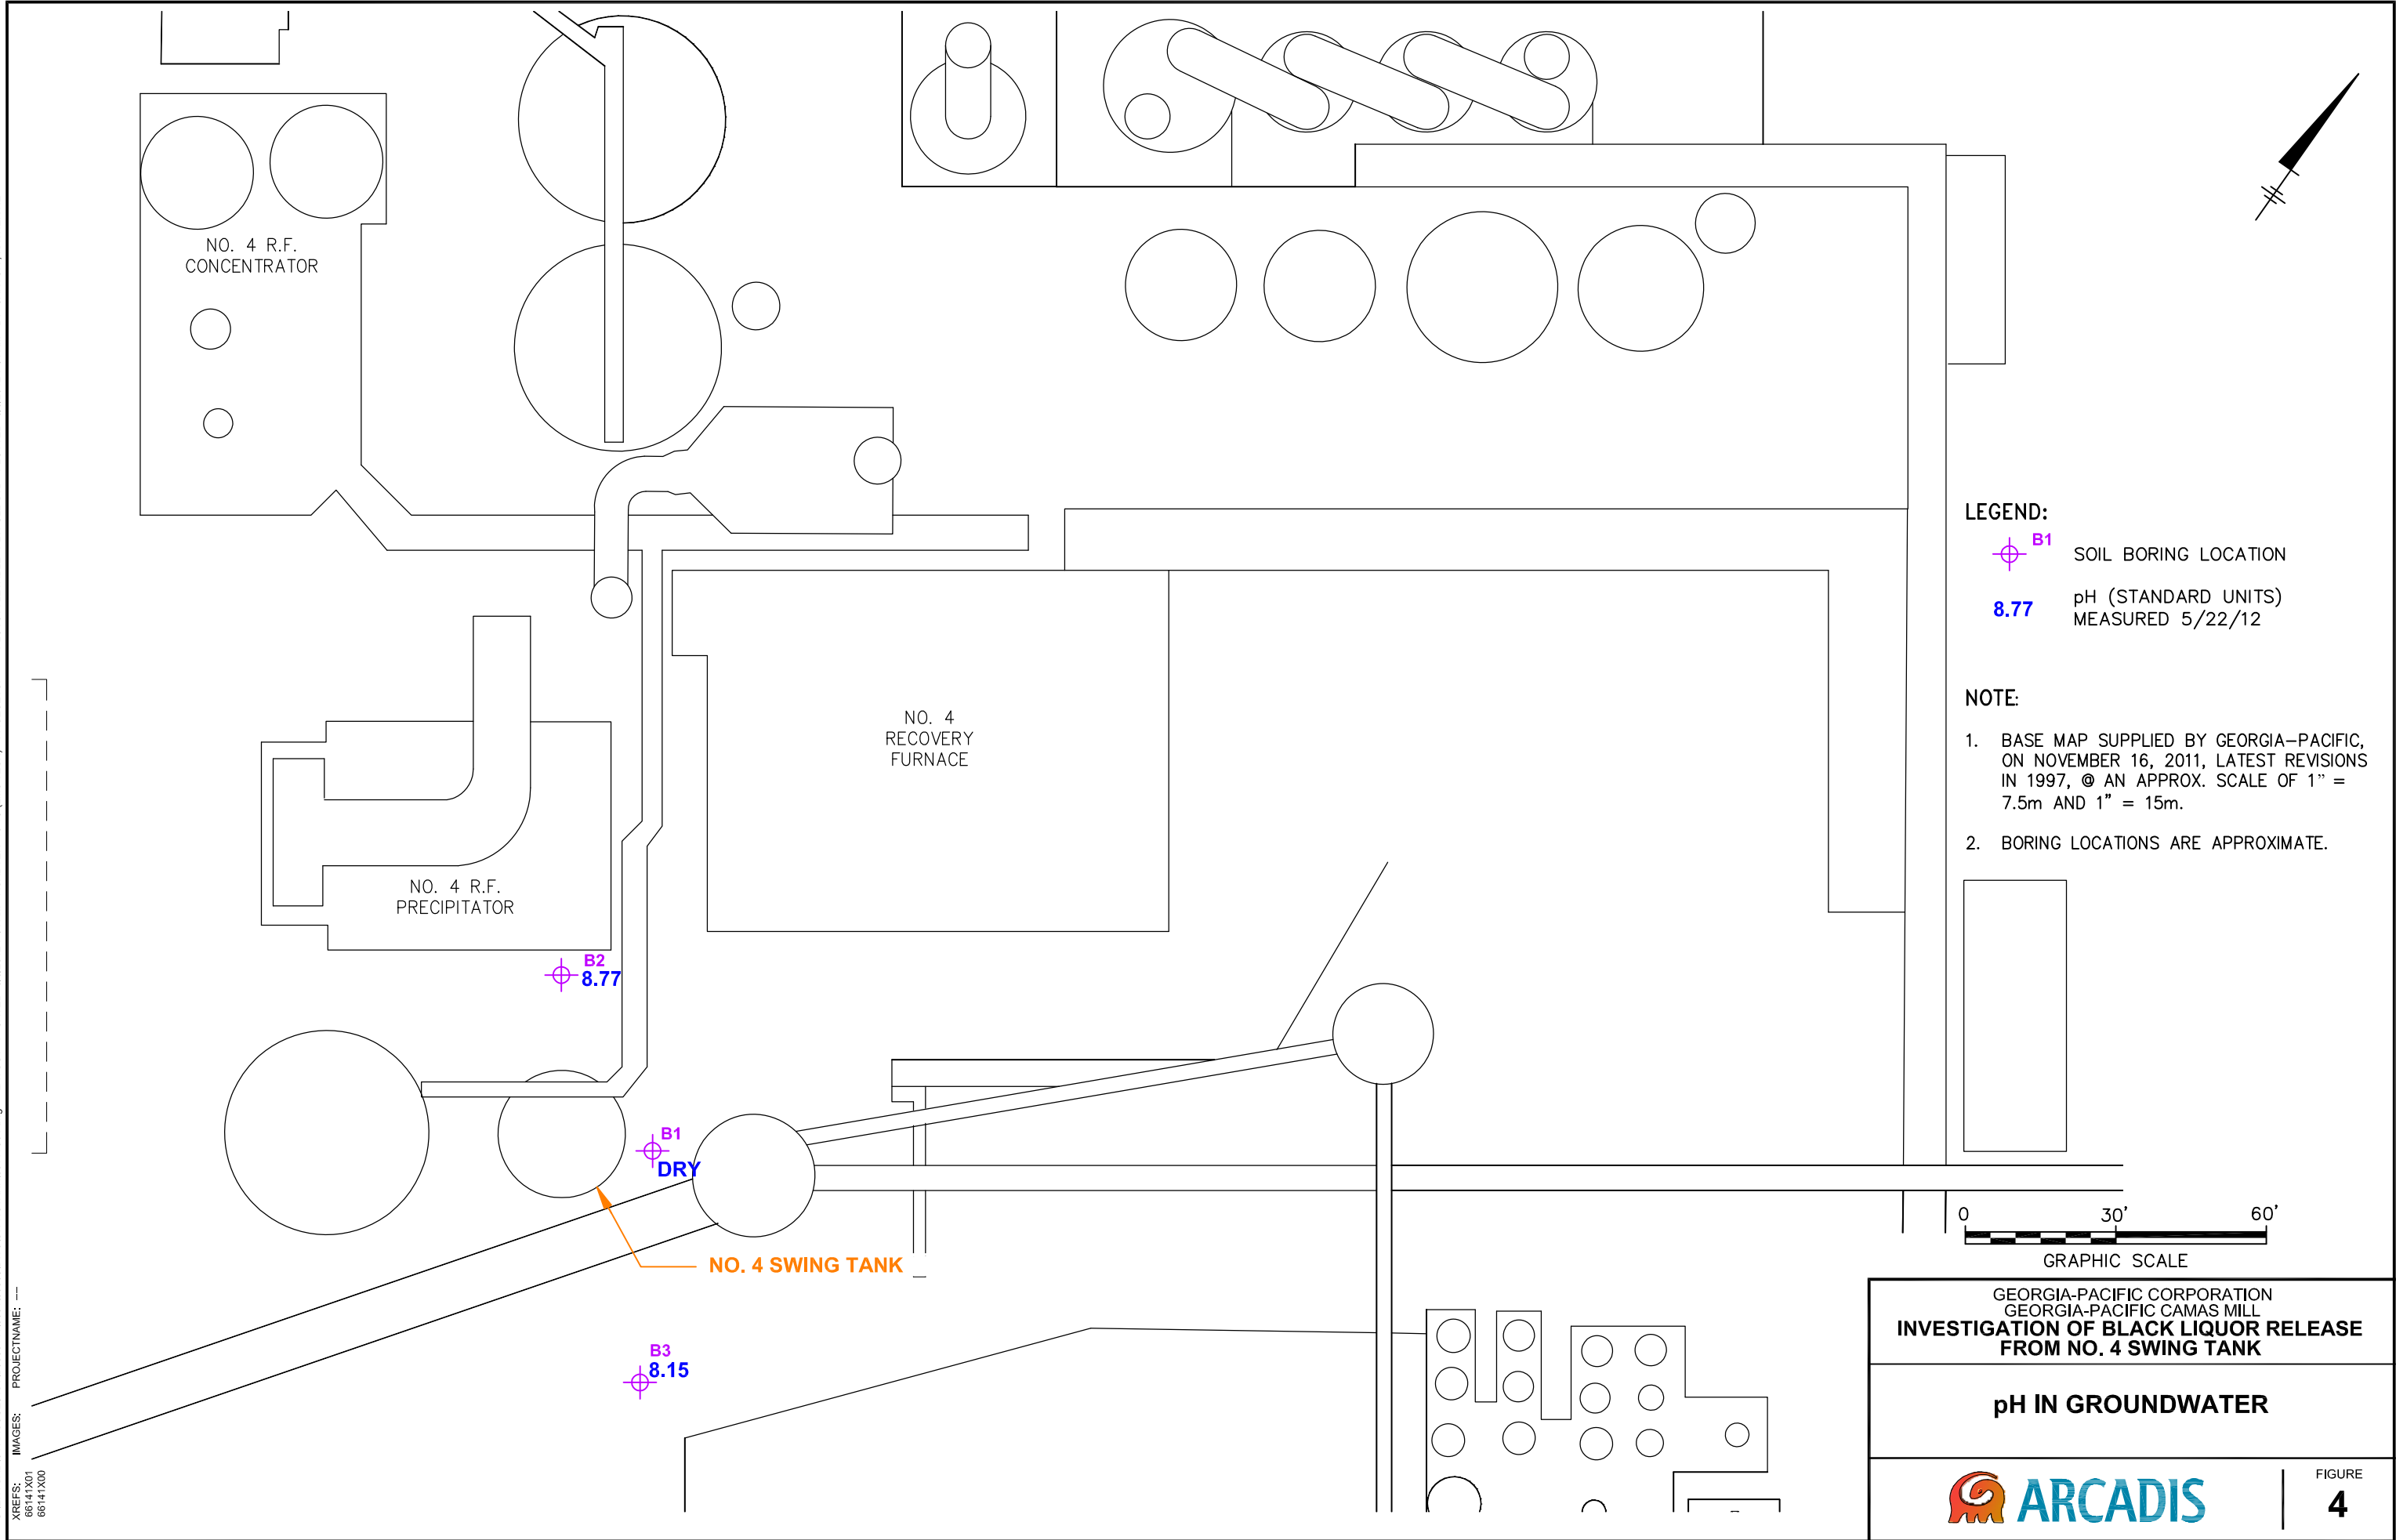 NO. 4 R.F.
CONCENTRATOR
NO. 4
RECOVERY
FURNACE
NO. 4 R.F.
PRECIPITATOR
B2
8.77
B1
DRY
NO. 4 SWING TANK
B3
8.15
LEGEND:
B1
SOIL BORING LOCATION
8.77
pH (STANDARD UNITS)
MEASURED 5/22/12
NOTE:
1. BASE MAP SUPPLIED BY GEORGIA-PACIFIC,
ON NOVEMBER 16, 2011, LATEST REVISIONS
IN 1997, @ AN APPROX. SCALE OF 1" =
7.5m AND 1" = 15m.
2. BORING LOCATIONS ARE APPROXIMATE.
0 30' 60'
GRAPHIC SCALE
GEORGIA-PACIFIC CORPORATION
GEORGIA-PACIFIC CAMAS MILL
INVESTIGATION OF BLACK LIQUOR RELEASE
FROM NO. 4 SWING TANK
pH IN GROUNDWATER
ARCADIS
FIGURE
4
XREFS: IMAGES: PROJECTNAME: ---
66141X01
66141X00